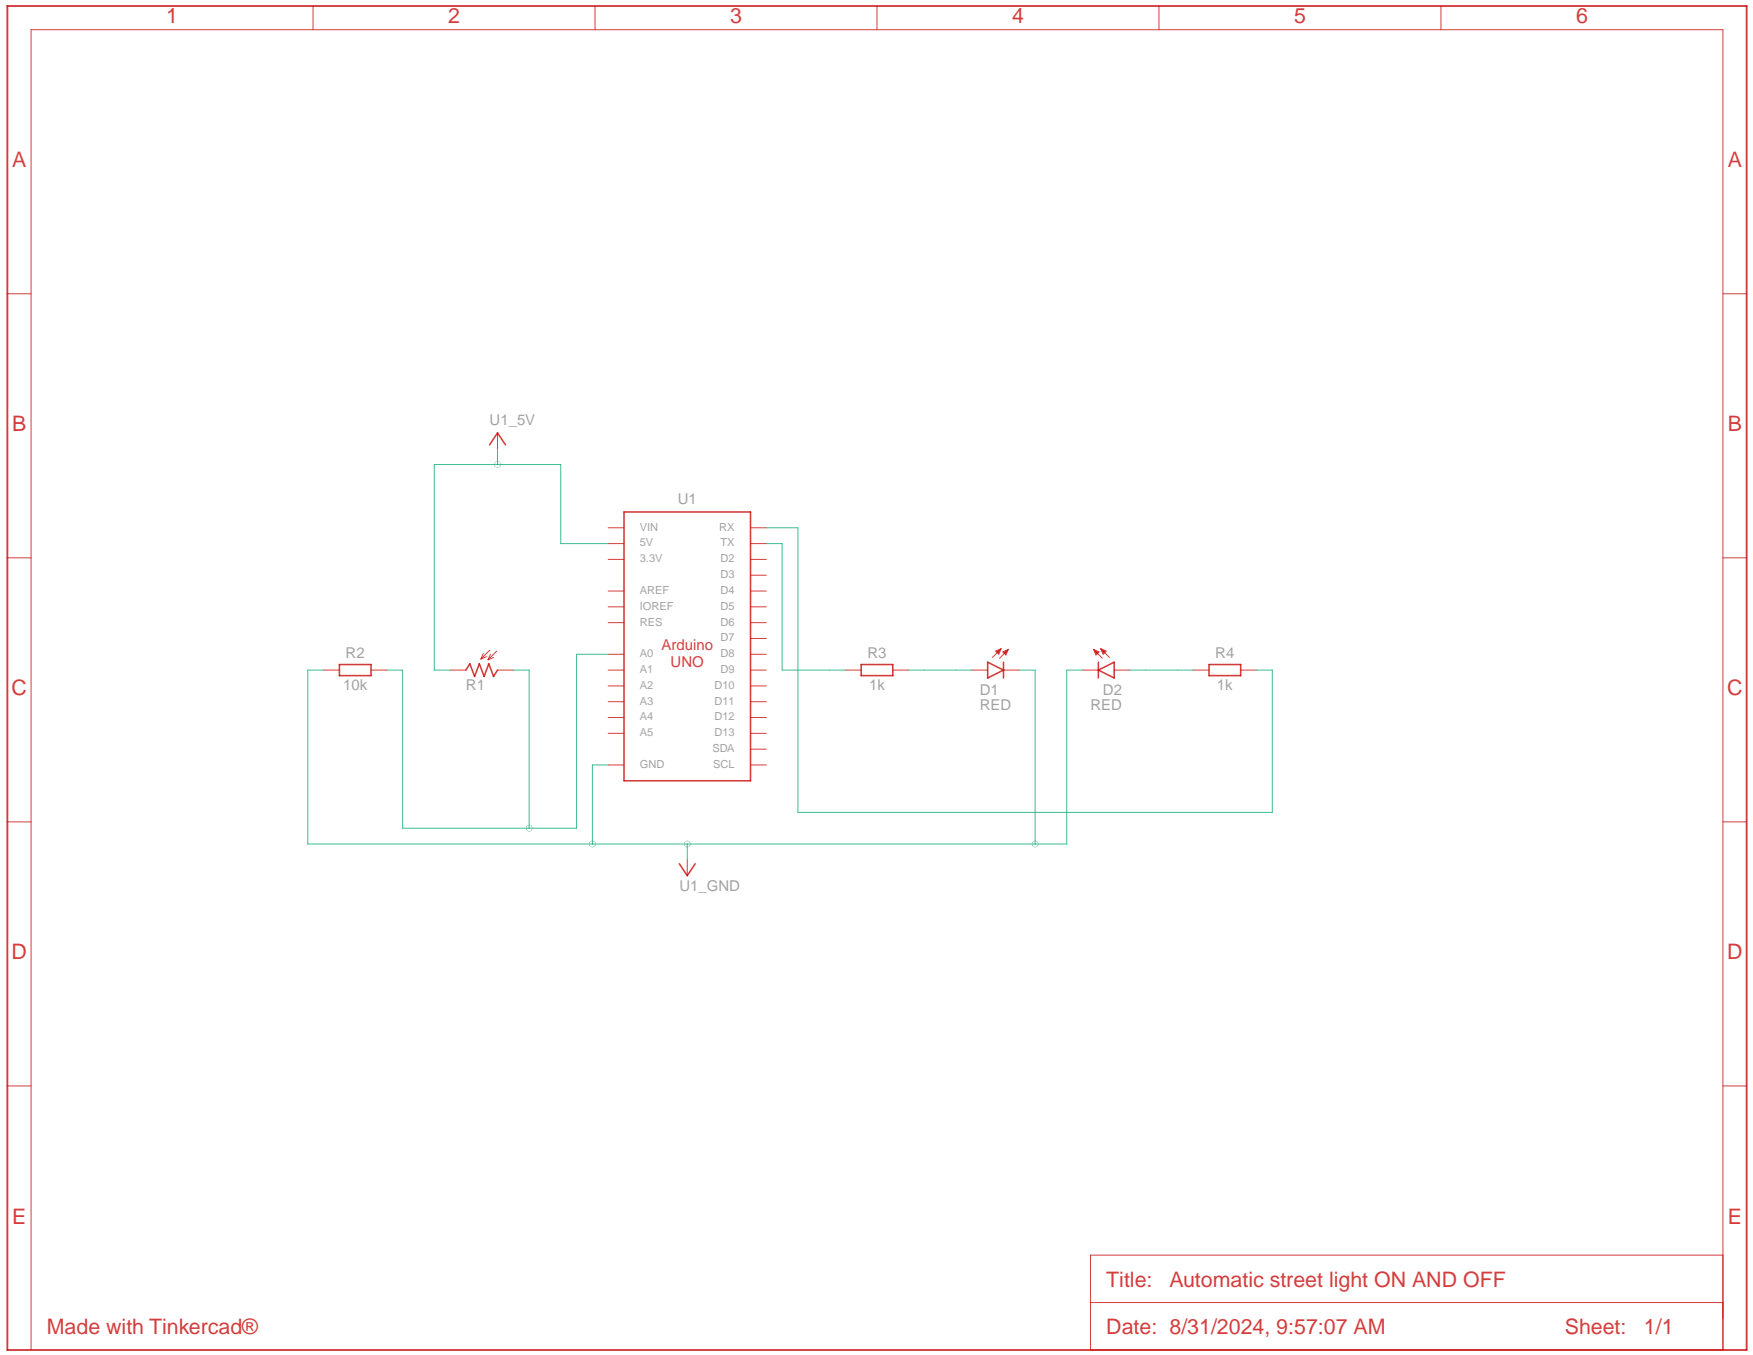 1 2 3 4 5 6
A A
B B
U1_5V
U1
VIN RX
5V TX
3.3V D2
D3
AREF D4
IOREF D5
RES D6
D7
Arduino
UNO
A0 D8
A1 D9
A2 D10
A3 D11
A4 D12
A5 D13
SDA
GND SCL
R2
10k
R1
R3
1k
D1
RED
D2
RED
R4
1k
C C
U1_GND
D D
E E
Title: Automatic street light ON AND OFF
Made with Tinkercad®
Date: 8/31/2024, 9:57:07 AM Sheet: 1/1